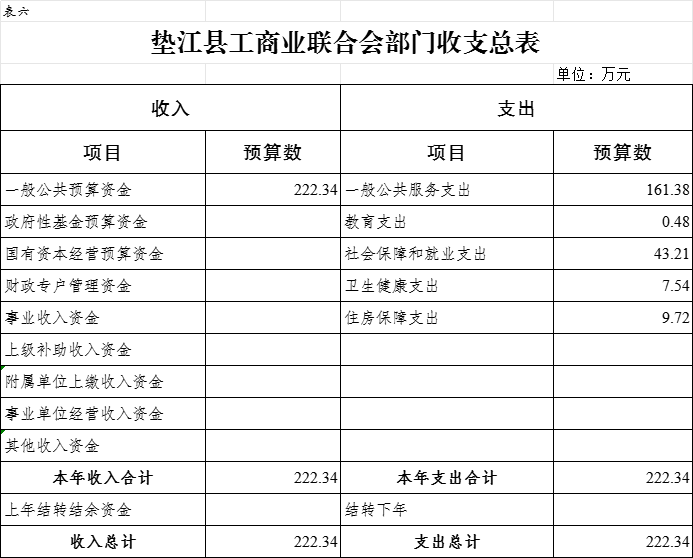 表六
垫江县工商业联合会部门收支总表
单位：万元
收入 支出
项目 预算数 项目 预算数
一般公共预算资金 222.34 一般公共服务支出 161.38
政府性基金预算资金 教育支出 0.48
国有资本经营预算资金 社会保障和就业支出 43.21
财政专户管理资金 卫生健康支出 7.54
事业收入资金 住房保障支出 9.72
上级补助收入资金
附属单位上缴收入资金
事业单位经营收入资金
其他收入资金
本年收入合计 222.34 本年支出合计 222.34
上年结转结余资金 结转下年
收入总计 222.34 支出总计 222.34